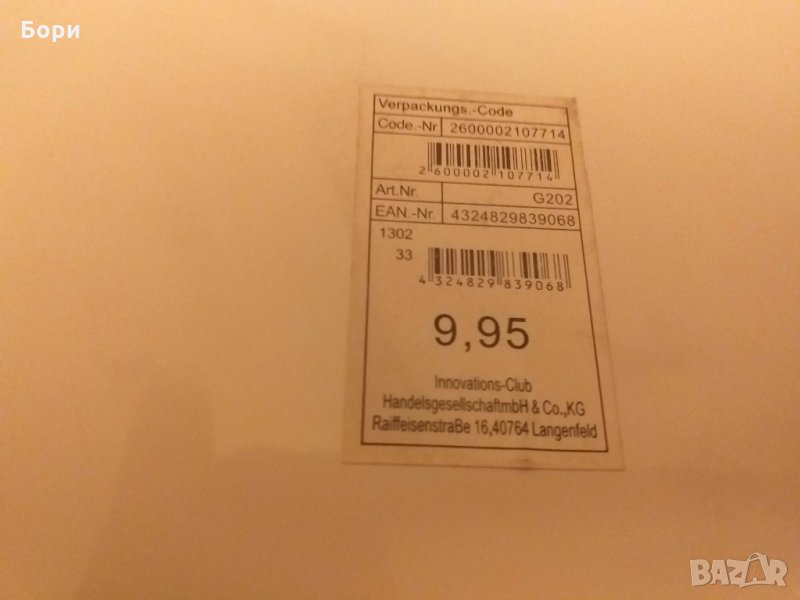 Бори
Verpackungs.-Code
Code.-Nr 2600002107714
2 600002 107714
Art.Nr. G202
EAN.-Nr. 4324829839068
1302
33
4 324829 839068
9,95
Innovations-Club
HandelsgesellschaftmbH & Co.,KG
RaiffeisenstraBe 16,40764 Langenfeld
BAZAR